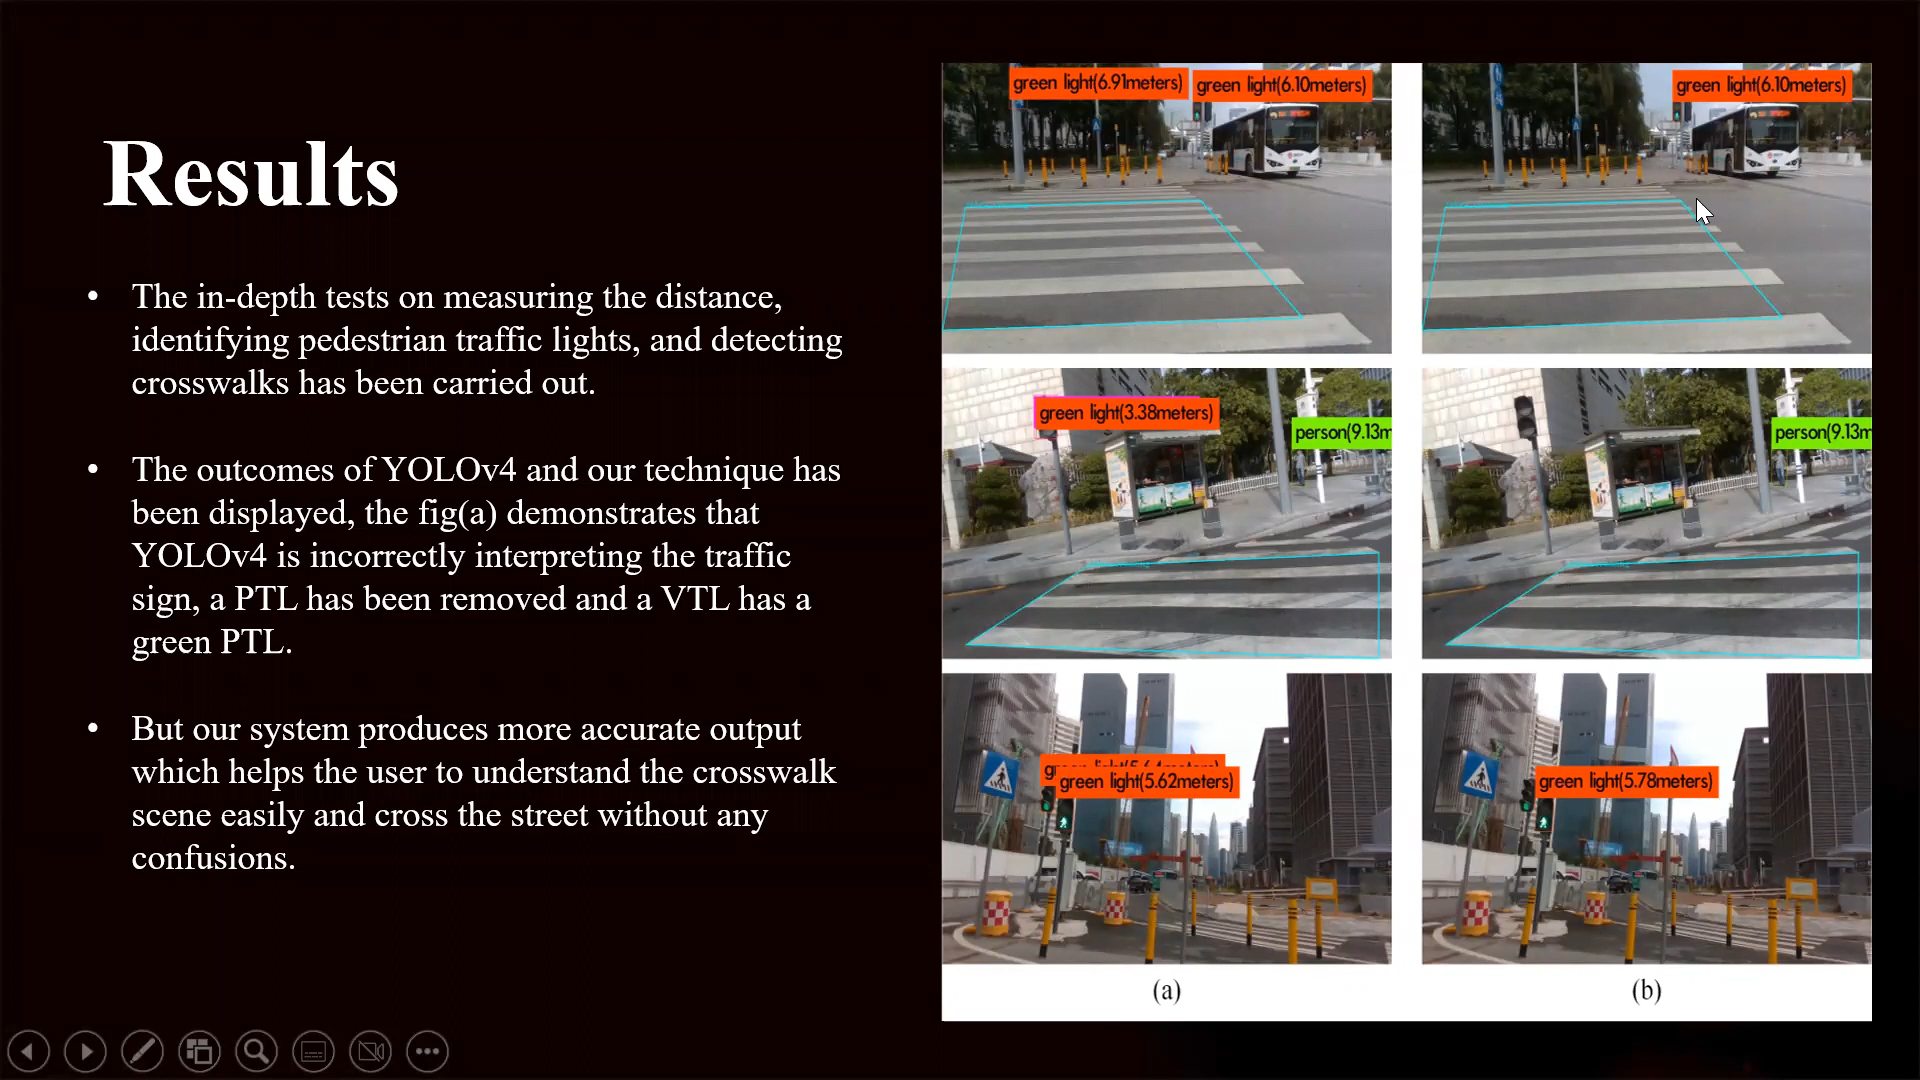 Results
• The in-depth tests on measuring the distance,
identifying pedestrian traffic lights, and detecting
crosswalks has been carried out.
• The outcomes of YOLOv4 and our technique has
been displayed, the fig(a) demonstrates that
YOLOv4 is incorrectly interpreting the traffic
sign, a PTL has been removed and a VTL has a
green PTL.
• But our system produces more accurate output
which helps the user to understand the crosswalk
scene easily and cross the street without any
confusions.
green light(6.91meters) green light(6.10meters)
green light(6.10meters)
green light(3.38meters)
person(9.13m
person(9.13m
green light(5.62meters)
green light(5.78meters)
(a)
(b)